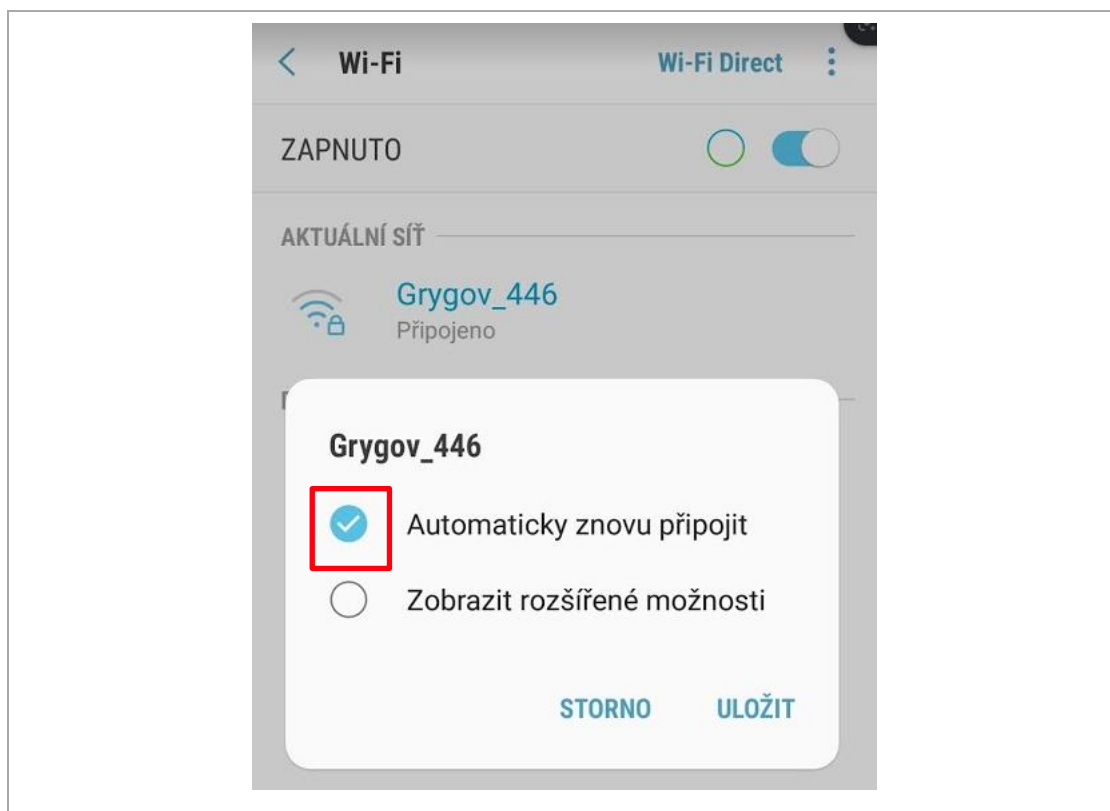 Wi-Fi Wi-Fi Direct
ZAPNUTO
AKTUÁLNÍ SÍŤ
Grygov_446
Připojeno
Grygov_446
Automaticky znovu připojit
Zobrazit rozšířené možnosti
STORNO ULOŽIT